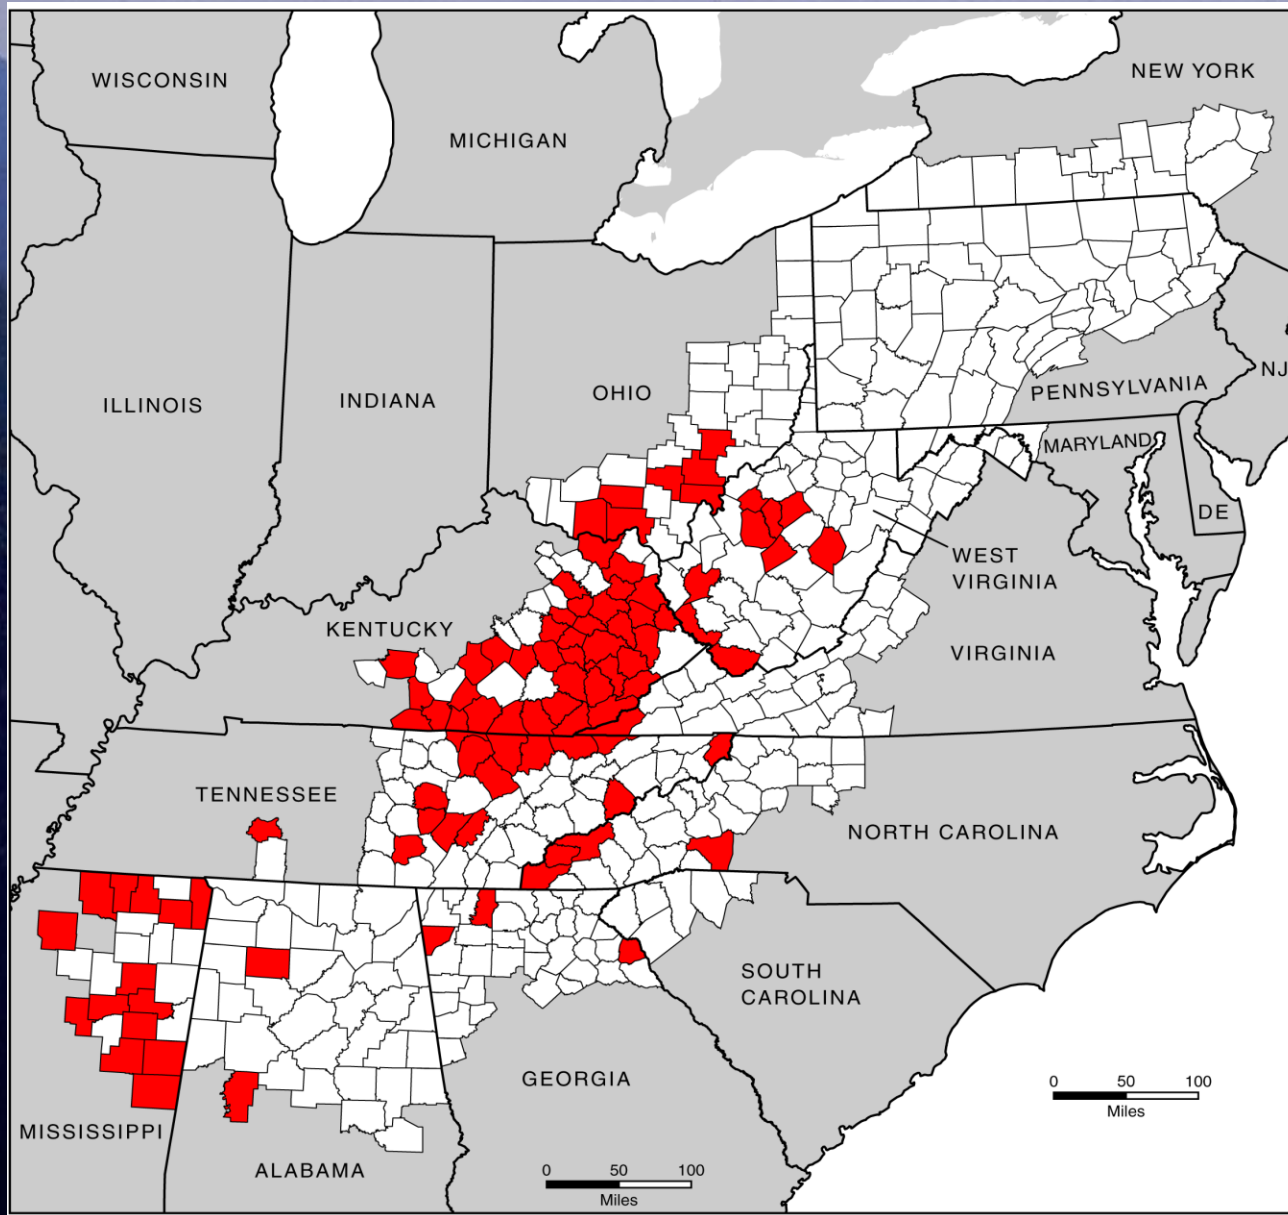 WISCONSIN
NEW YORK
MICHIGAN
ILLINOIS
INDIANA
OHIO
PENNSYLVANIA
NJ
MARYLAND
DE
WEST
VIRGINIA
KENTUCKY
VIRGINIA
TENNESSEE
NORTH CAROLINA
SOUTH
CAROLINA
GEORGIA
MISSISSIPPI
ALABAMA
0 50 100
Miles
0 50 100
Miles